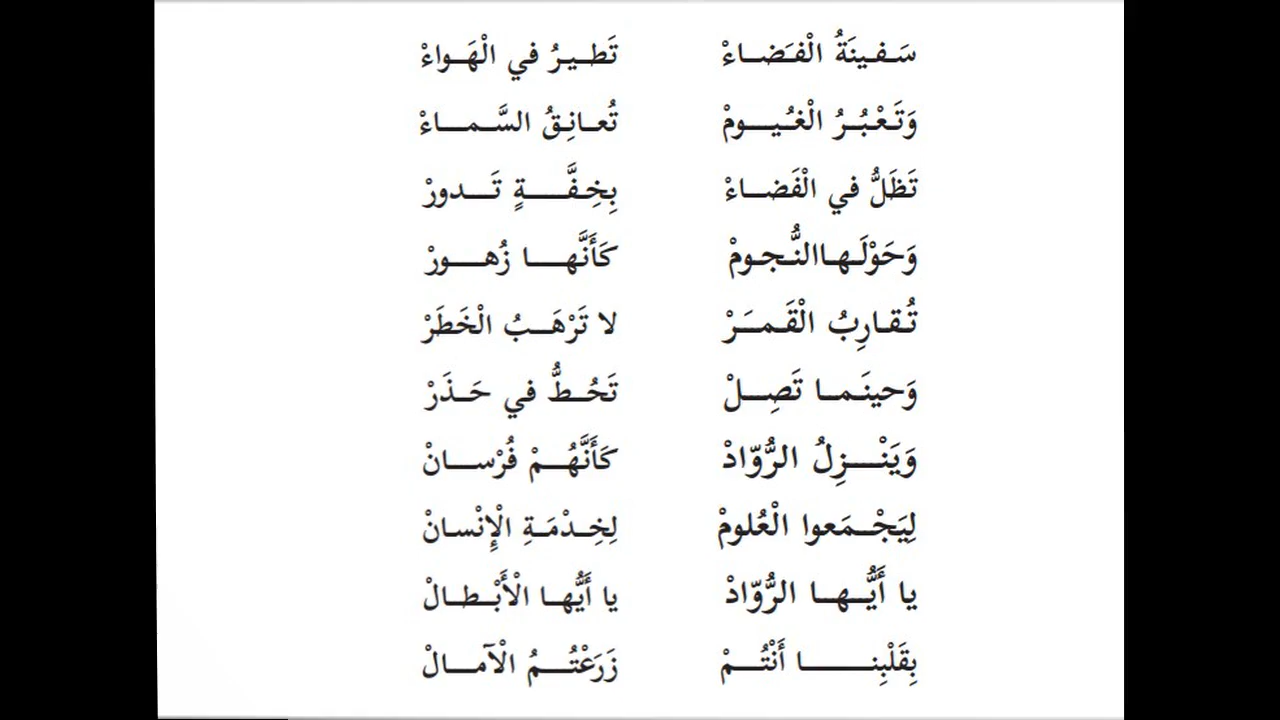 سَفينَةُ الْفَضاءْ تَطيرُ في الْهَواءْ
وَتَعْبُرُ الْغُيومْ تُعانِقُ السَّماءْ
تَظَلُّ في الْفَضاءْ بِخِفَّةٍ تَدورْ
وَحَوْلَهاالنُّجومْ كَأَنَّها زُهورْ
تُقارِبُ الْقَمَرْ لا تَرْهَبُ الْخَطَرْ
وَحينَما تَصِلْ تَحُطُّ في حَذَرْ
وَيَنْزِلُ الرُّوّادْ كَأَنَّهُمْ فُرْسانْ
لِيَجْمَعوا الْعُلومْ لِخِدْمَةِ الْإِنْسانْ
يا أَيُّها الرُّوّادْ يا أَيُّها الْأَبْطالْ
بِقَلْبِنا أَنْتُمْ زَرَعْتُمُ الْآمالْ